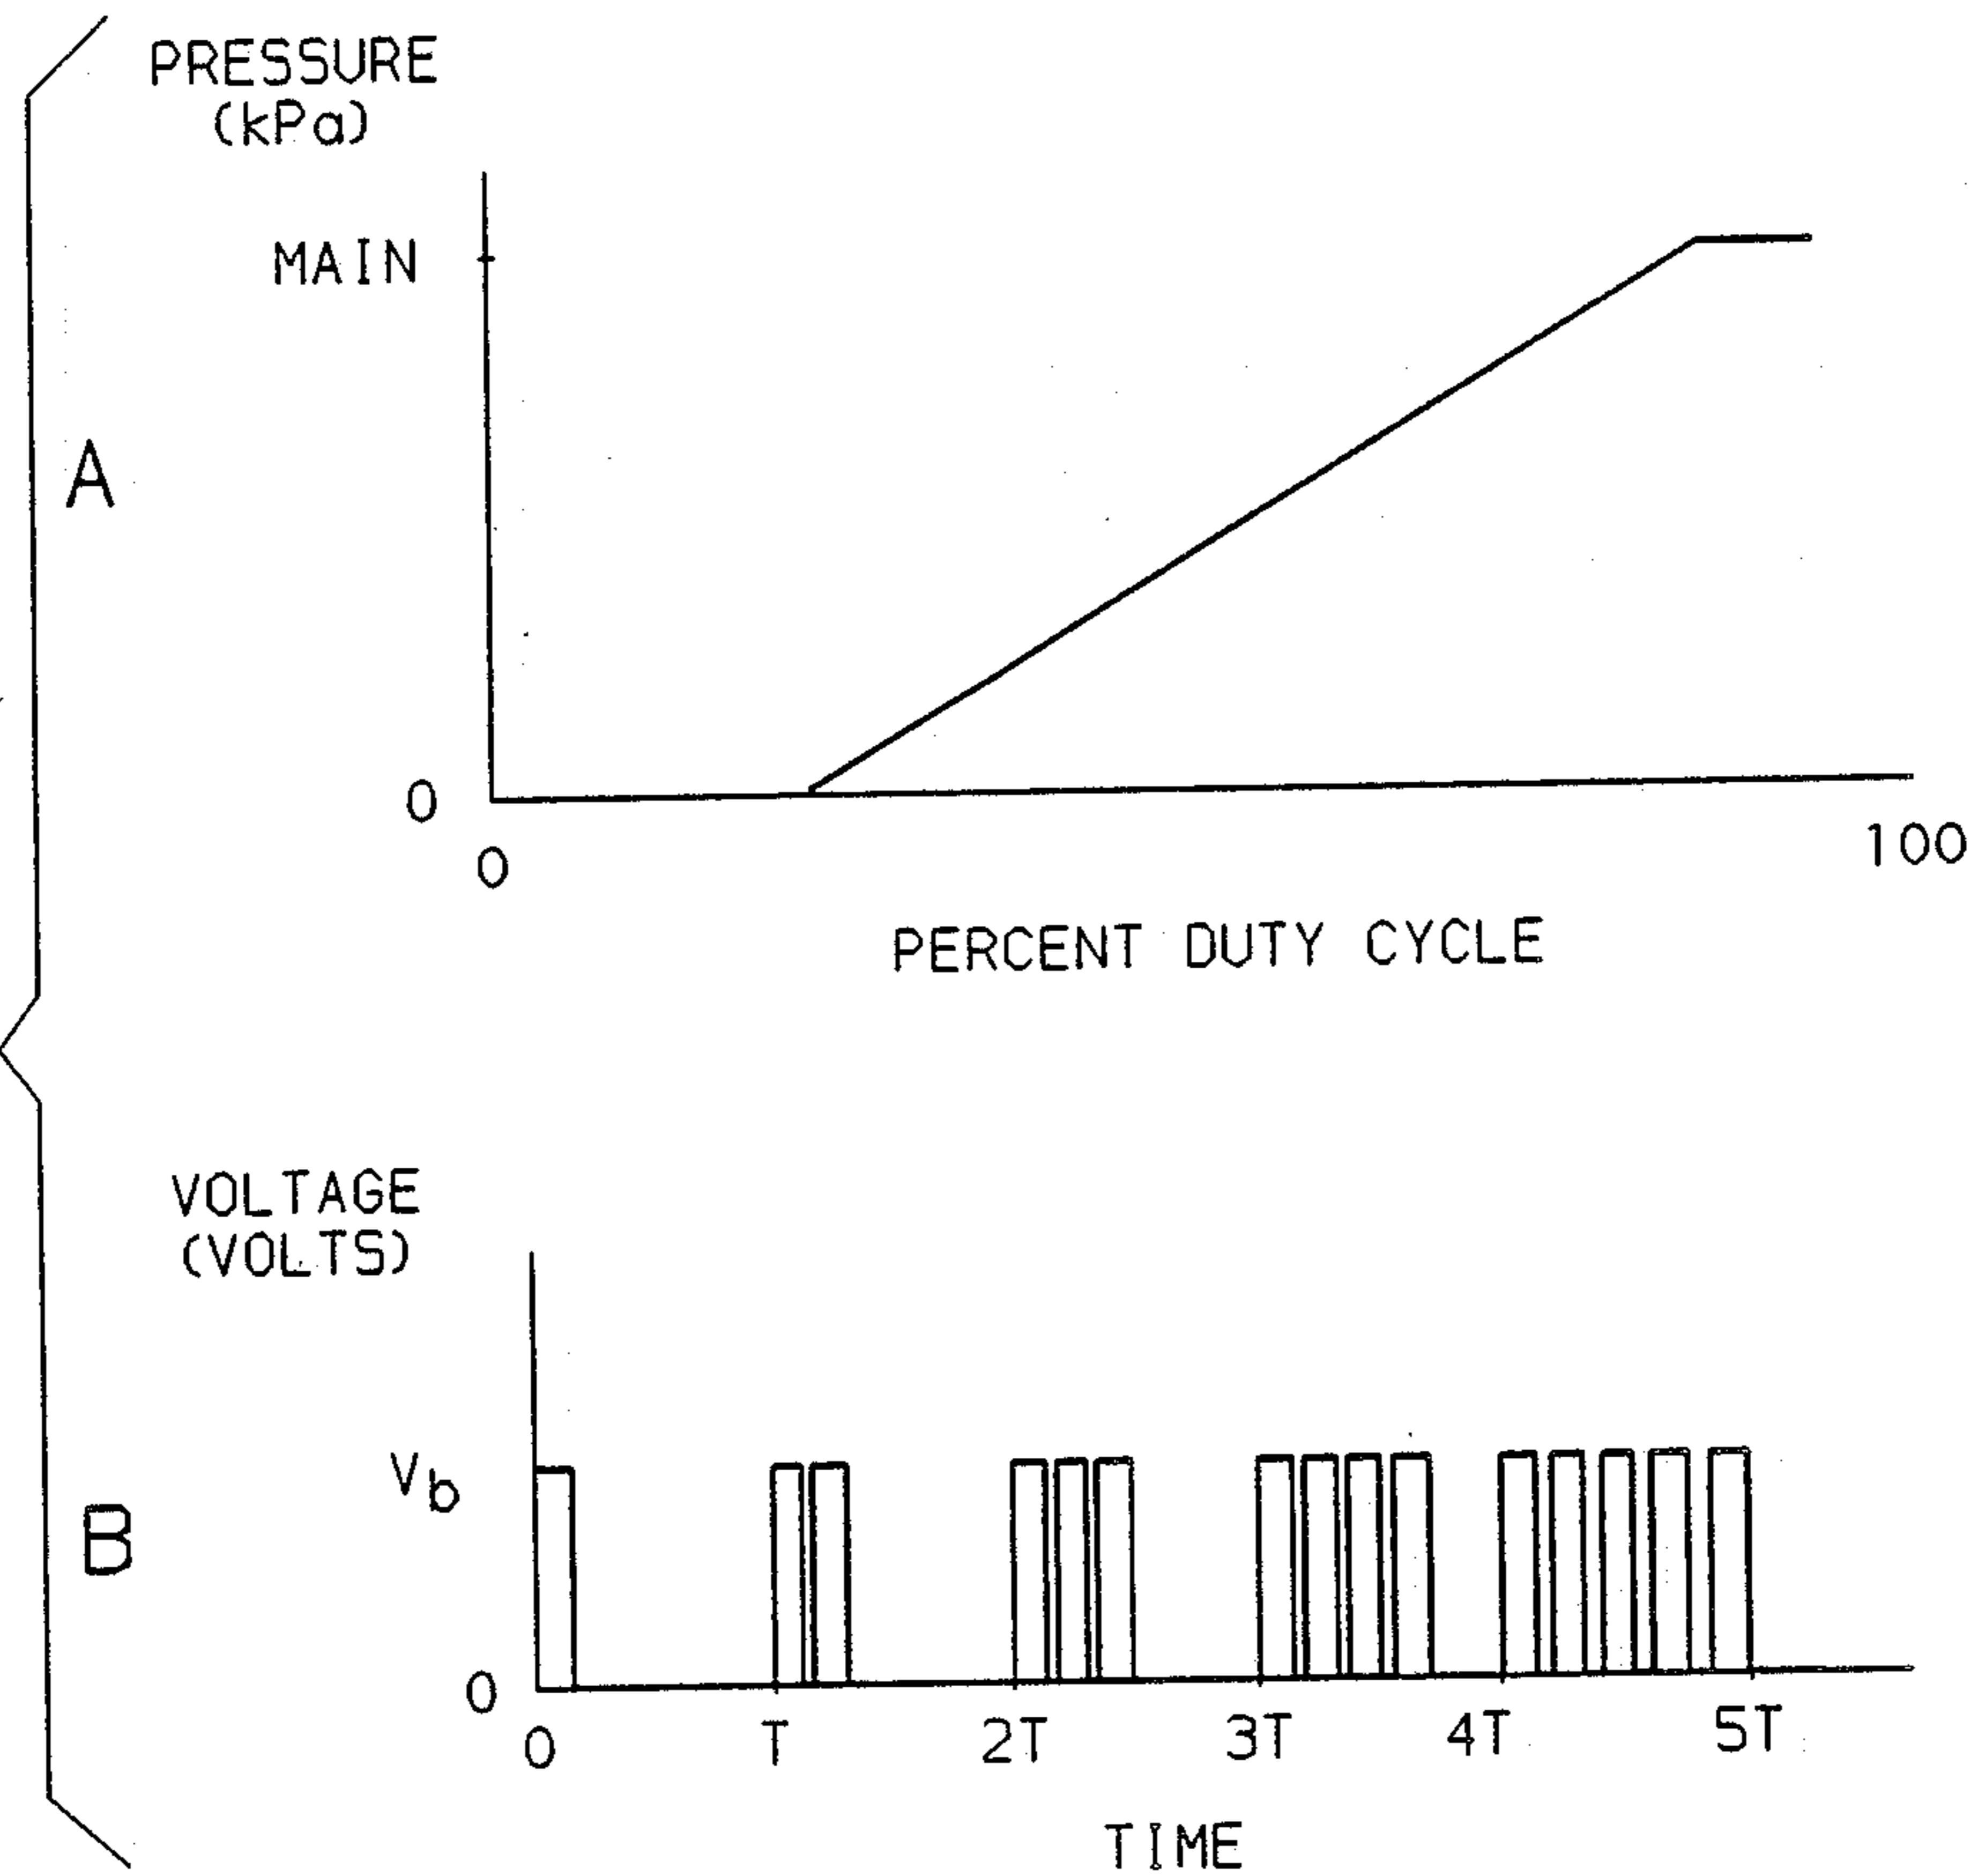 PRESSURE
(kPa)
MAIN
A
0
0
100
PERCENT DUTY CYCLE
VOLTAGE
(VOLTS)
Vb
B
0
0
T
2T
3T
4T
5T
TIME